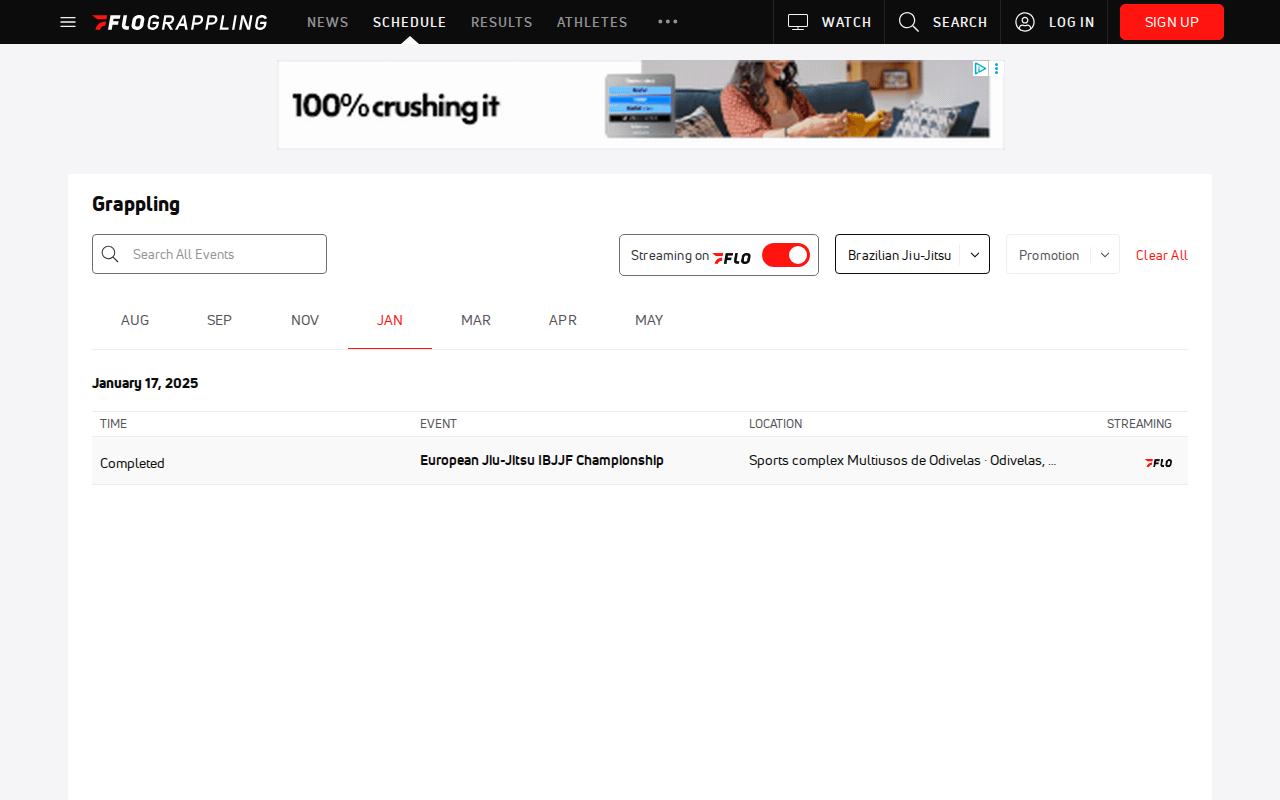 FLOGRAPPLING NEWS SCHEDULE RESULTS ATHLETES WATCH SEARCH LOG IN SIGN UP
100% crushing it
Grappling
Search All Events
Streaming on FLO
Brazilian Jiu-Jitsu
Promotion
Clear All
AUG SEP NOV JAN MAR APR MAY
January 17, 2025
TIME EVENT LOCATION STREAMING
Completed European Jiu-Jitsu IBJJF Championship Sports complex Multiusos de Odivelas · Odivelas, ... FLO